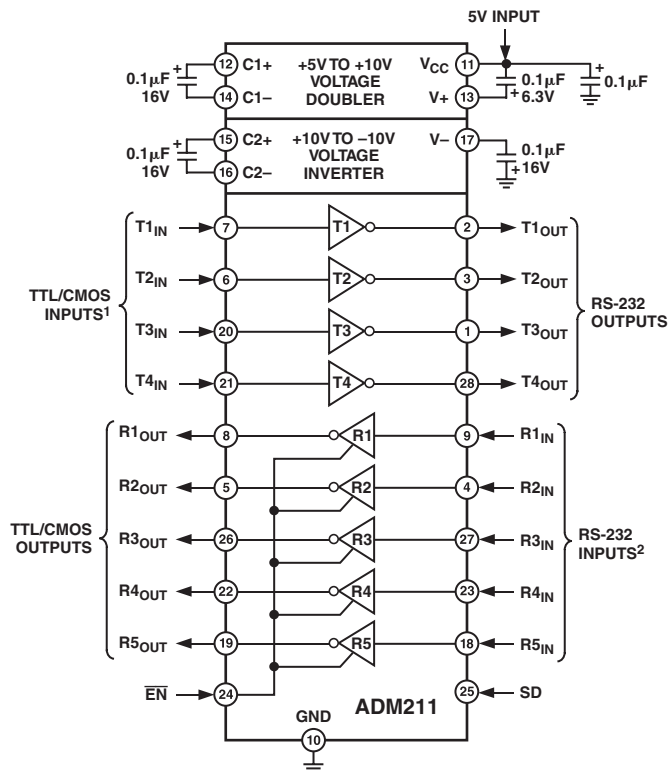 5V INPUT
0.1µF 16V
+
12 C1+
14 C1–
+5V TO +10V
VOLTAGE
DOUBLER
VCC 11
V+ 13
+
0.1µF
6.3V
+
0.1µF
0.1µF 16V
+
15 C2+
16 C2–
+10V TO –10V
VOLTAGE
INVERTER
V– 17
0.1µF
+
16V
TTL/CMOS
INPUTS1
T1IN 7 T1 2 T1OUT
T2IN 6 T2 3 T2OUT
T3IN 20 T3 1 T3OUT
T4IN 21 T4 28 T4OUT
RS-232
OUTPUTS
TTL/CMOS
OUTPUTS
R1OUT 8 R1 9 R1IN
R2OUT 5 R2 4 R2IN
R3OUT 26 R3 27 R3IN
R4OUT 22 R4 23 R4IN
R5OUT 19 R5 18 R5IN
RS-232
INPUTS2
EN 24
25 SD
ADM211
GND
10